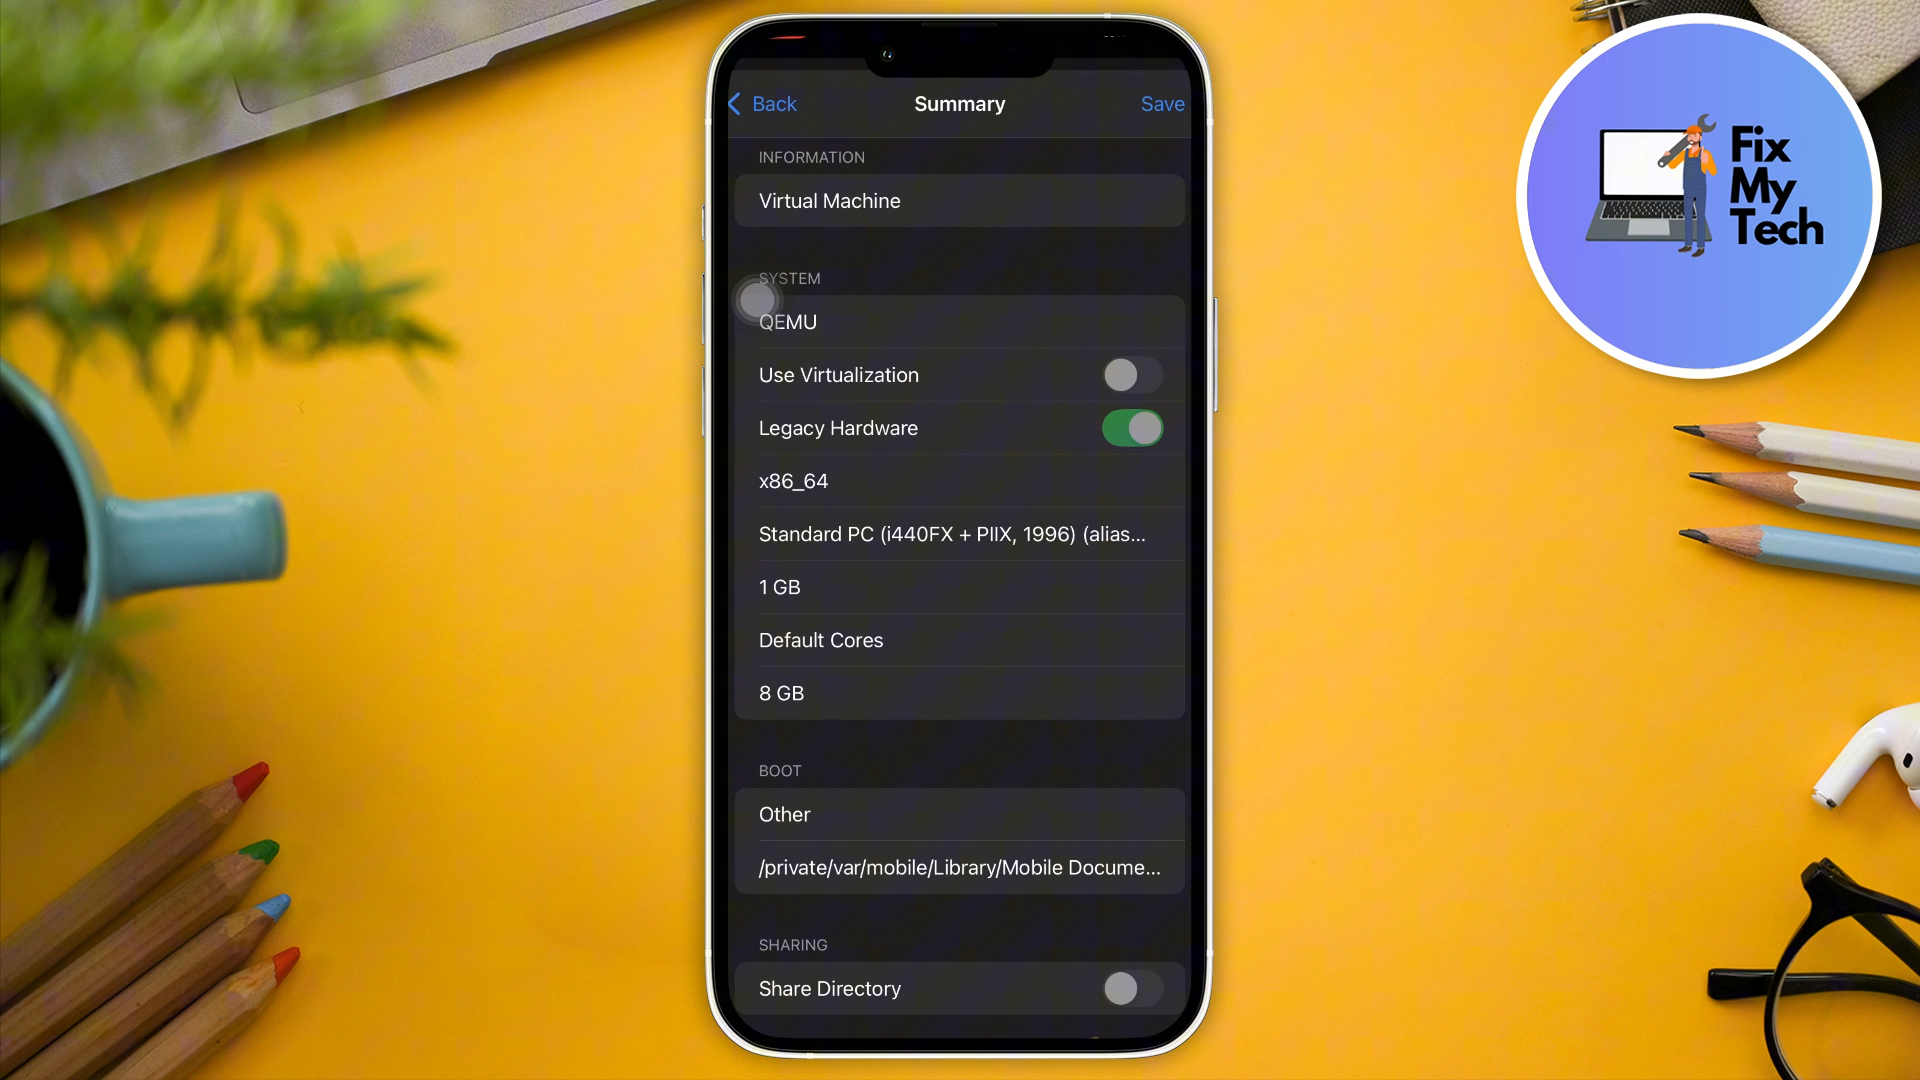 Back
Summary
Save
INFORMATION
Virtual Machine
SYSTEM
QEMU
Use Virtualization
Legacy Hardware
x86_64
Standard PC (i440FX + PIIX, 1996) (alias...
1 GB
Default Cores
8 GB
BOOT
Other
/private/var/mobile/Library/Mobile Docume...
SHARING
Share Directory
Fix
My
Tech